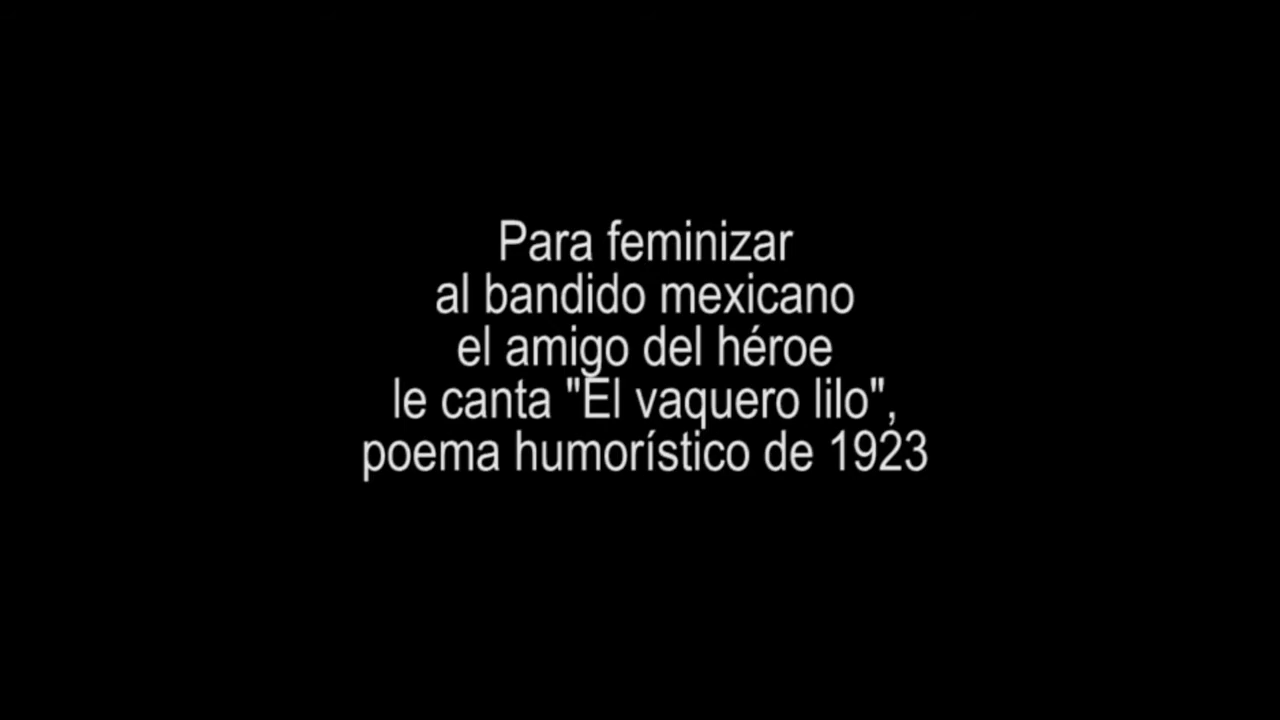 Para feminizar
al bandido mexicano
el amigo del héroe
le canta "El vaquero lilo",
poema humorístico de 1923